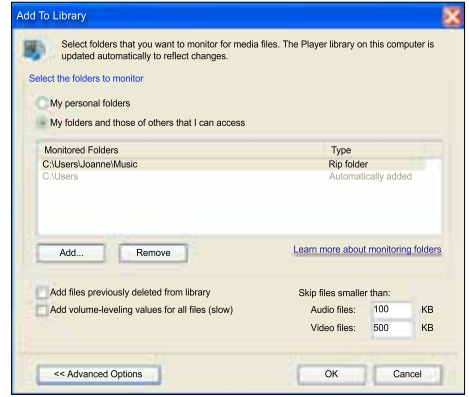 Add To Library
Select folders that you want to monitor for media files. The Player library on this computer is
updated automatically to reflect changes.
Select the folders to monitor
My personal folders
My folders and those of others that I can access
Monitored Folders Type
C:\Users\Joanne\Music Rip folder
C:\Users Automatically added
Add... Remove Learn more about monitoring folders
Add files previously deleted from library Skip files smaller than:
Add volume-leveling values for all files (slow) Audio files: 100 KB
Video files: 500 KB
<< Advanced Options OK Cancel